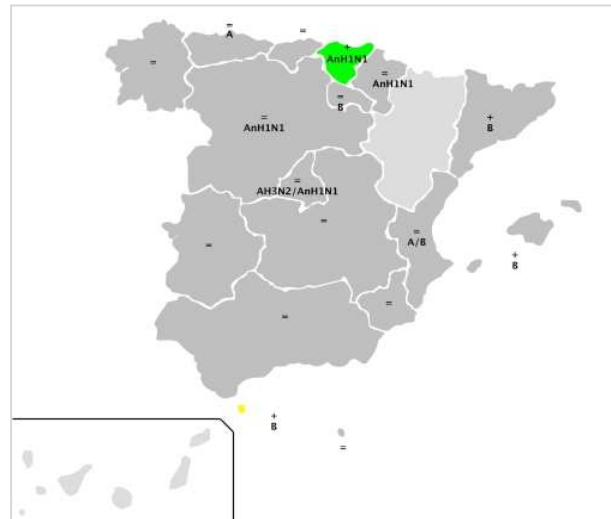 =
A
=
+
AnH1N1
=
=
AnH1N1
=
B
+
B
=
AnH1N1
=
AH3N2/AnH1N1
=
=
=
A/B
+
B
=
=
+
B
=